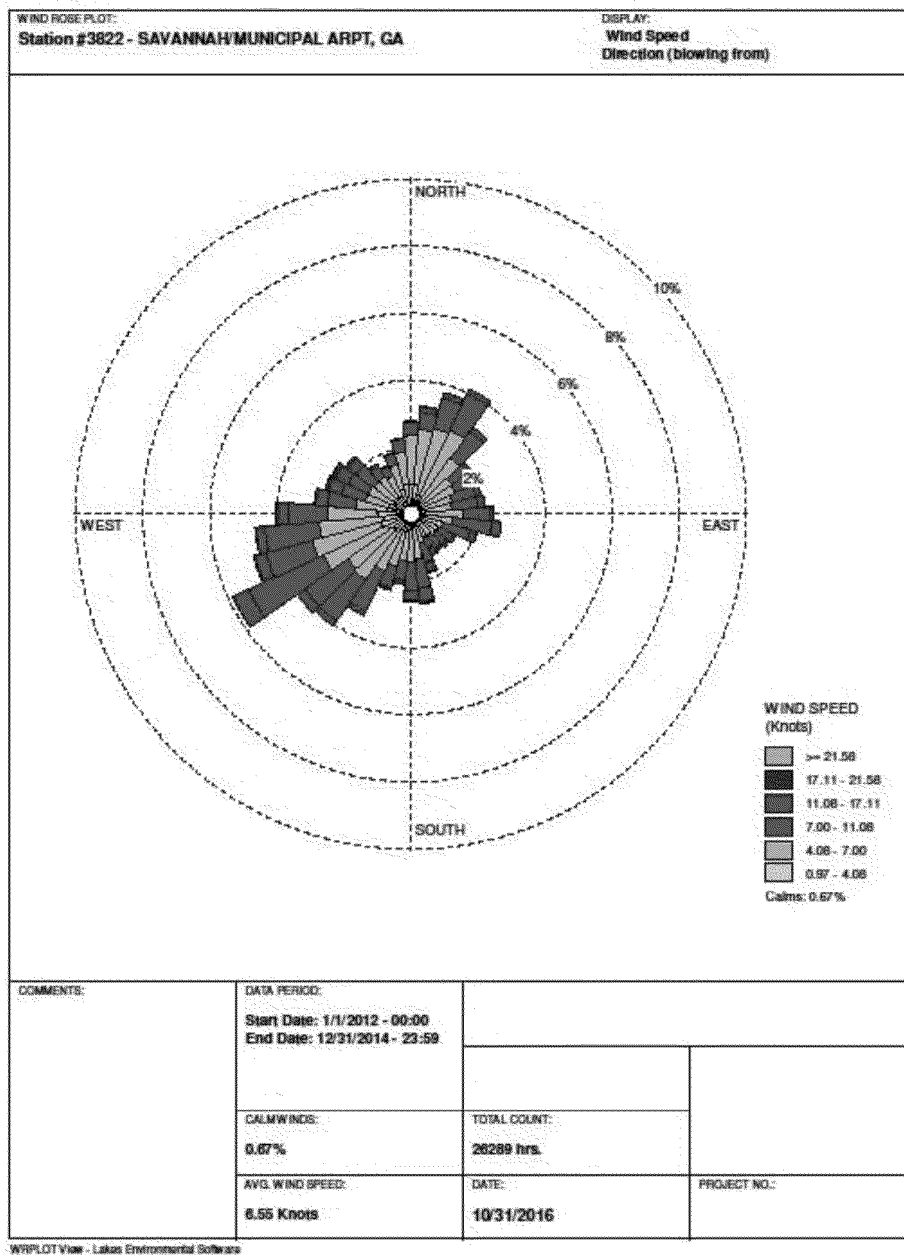 WIND ROSE PLOT:
Station #3822 - SAVANNAH/MUNICIPAL ARPT, GA
DISPLAY:
Wind Speed
Direction (blowing from)
NORTH
10%
8%
6%
4%
2%
WEST
EAST
SOUTH
WIND SPEED
(Knots)
>= 21.58
17.11 - 21.58
11.08 - 17.11
7.00 - 11.08
4.08 - 7.00
0.97 - 4.08
Calms: 0.67%
COMMENTS:
DATA PERIOD:
Start Date: 1/1/2012 - 00:00
End Date: 12/31/2014 - 23:59
CALM WINDS:
0.67%
TOTAL COUNT:
26289 hrs.
AVG. WIND SPEED:
6.55 Knots
DATE:
10/31/2016
PROJECT NO.:
WRPLOT View - Lakes Environmental Software